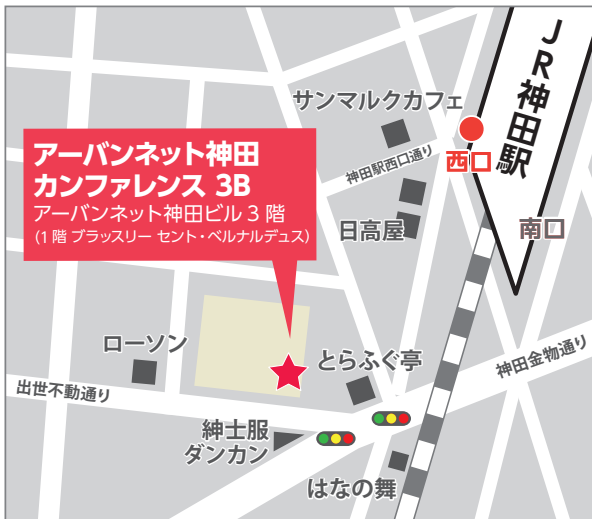 JR神田駅
サンマルクカフェ
西口
神田駅西口通り
アーバンネット神田
カンファレンス 3B
アーバンネット神田ビル 3 階
(1階 ブラッスリー セント・ベルナルデュス)
日高屋
南口
ローソン
とらふぐ亭
神田金物通り
出世不動通り
紳士服
ダンカン
はなの舞